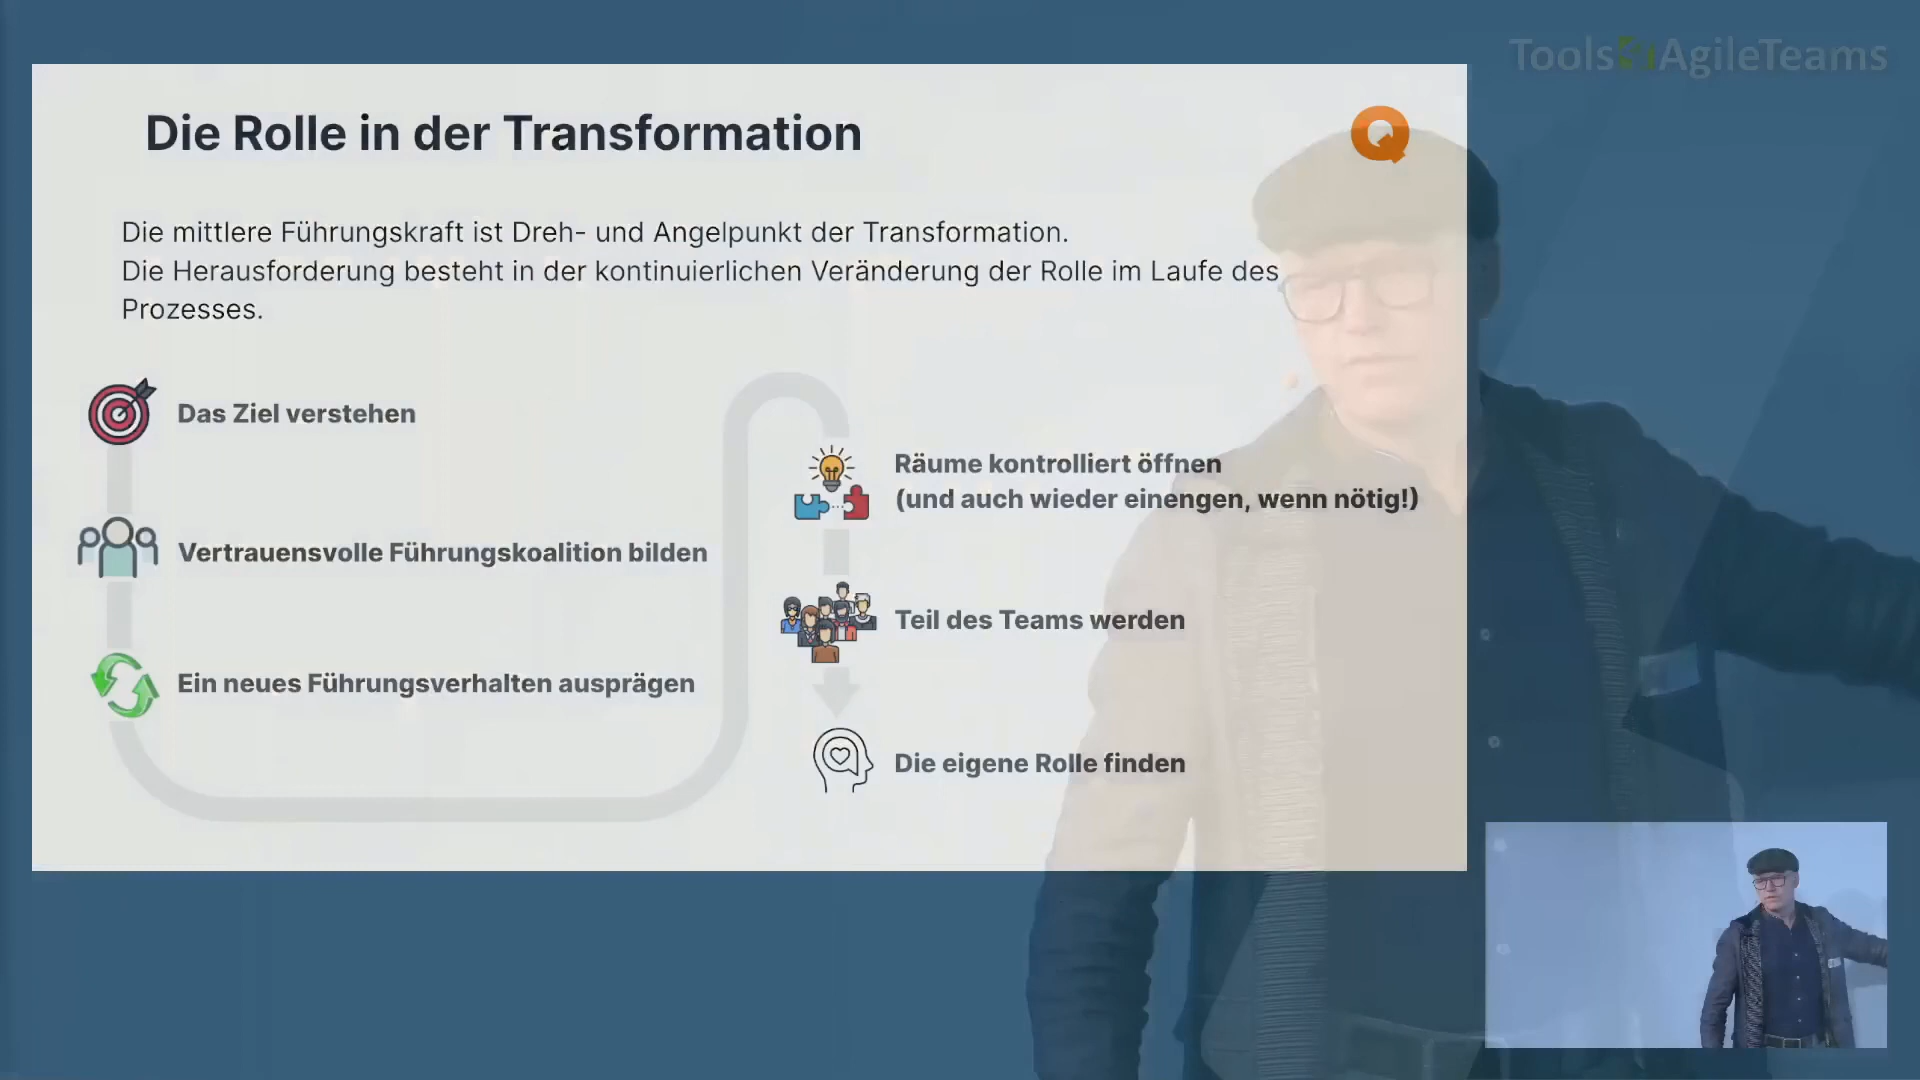 Tools4AgileTeams
Die Rolle in der Transformation
Die mittlere Führungskraft ist Dreh- und Angelpunkt der Transformation.
Die Herausforderung besteht in der kontinuierlichen Veränderung der Rolle im Laufe des
Prozesses.
Das Ziel verstehen
Vertrauensvolle Führungskoalition bilden
Ein neues Führungsverhalten ausprägen
Räume kontrolliert öffnen
(und auch wieder einengen, wenn nötig!)
Teil des Teams werden
Die eigene Rolle finden